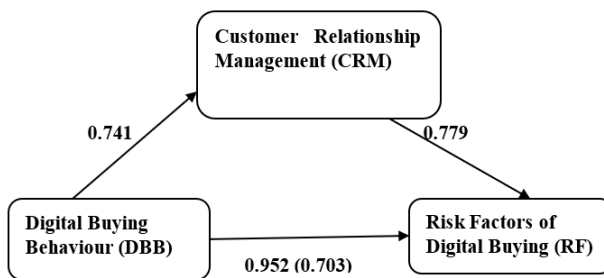 Customer Relationship
Management (CRM)
0.741
0.779
Digital Buying
Behaviour (DBB)
Risk Factors of
Digital Buying (RF)
0.952 (0.703)